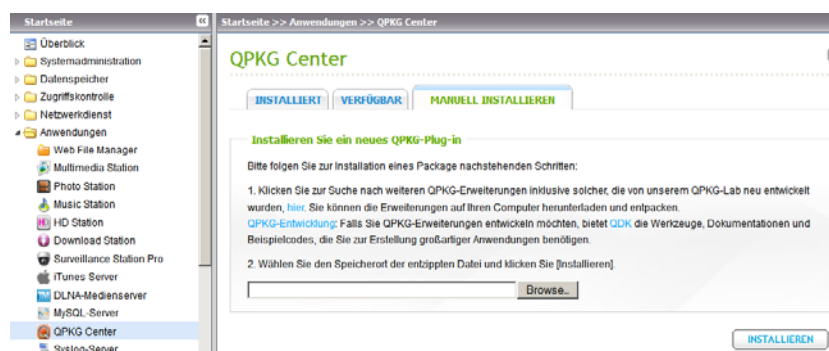 Startseite
Überblick
Systemadministration
Datenspeicher
Zugriffskontrolle
Netzwerkdienst
Anwendungen
Web File Manager
Multimedia Station
Photo Station
Music Station
HD Station
Download Station
Surveillance Station Pro
iTunes Server
DLNA-Medienserver
MySQL-Server
QPKG Center
Syslog-Server
Startseite >> Anwendungen >> QPKG Center
QPKG Center
INSTALLIERT VERFÜGBAR MANUELL INSTALLIEREN
Installieren Sie ein neues QPKG-Plug-in
Bitte folgen Sie zur Installation eines Package nachstehenden Schritten:
1. Klicken Sie zur Suche nach weiteren QPKG-Erweiterungen inklusive solcher, die von unserem QPKG-Lab neu entwickelt
wurden, hier. Sie können die Erweiterungen auf Ihren Computer herunterladen und entpacken.
QPKG-Entwicklung: Falls Sie QPKG-Erweiterungen entwickeln möchten, bietet QDK die Werkzeuge, Dokumentationen und
Beispielcodes, die Sie zur Erstellung großartiger Anwendungen benötigen.
2. Wählen Sie den Speicherort der entzippten Datei und klicken Sie [Installieren].
Browse...
INSTALLIEREN